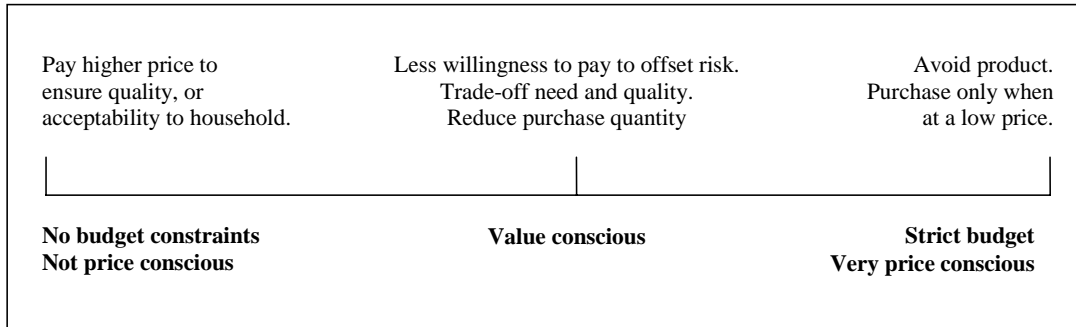 Pay higher price to
ensure quality, or
acceptability to household.
Less willingness to pay to offset risk.
Trade-off need and quality.
Reduce purchase quantity
Avoid product.
Purchase only when
at a low price.
No budget constraints
Not price conscious
Value conscious
Strict budget
Very price conscious